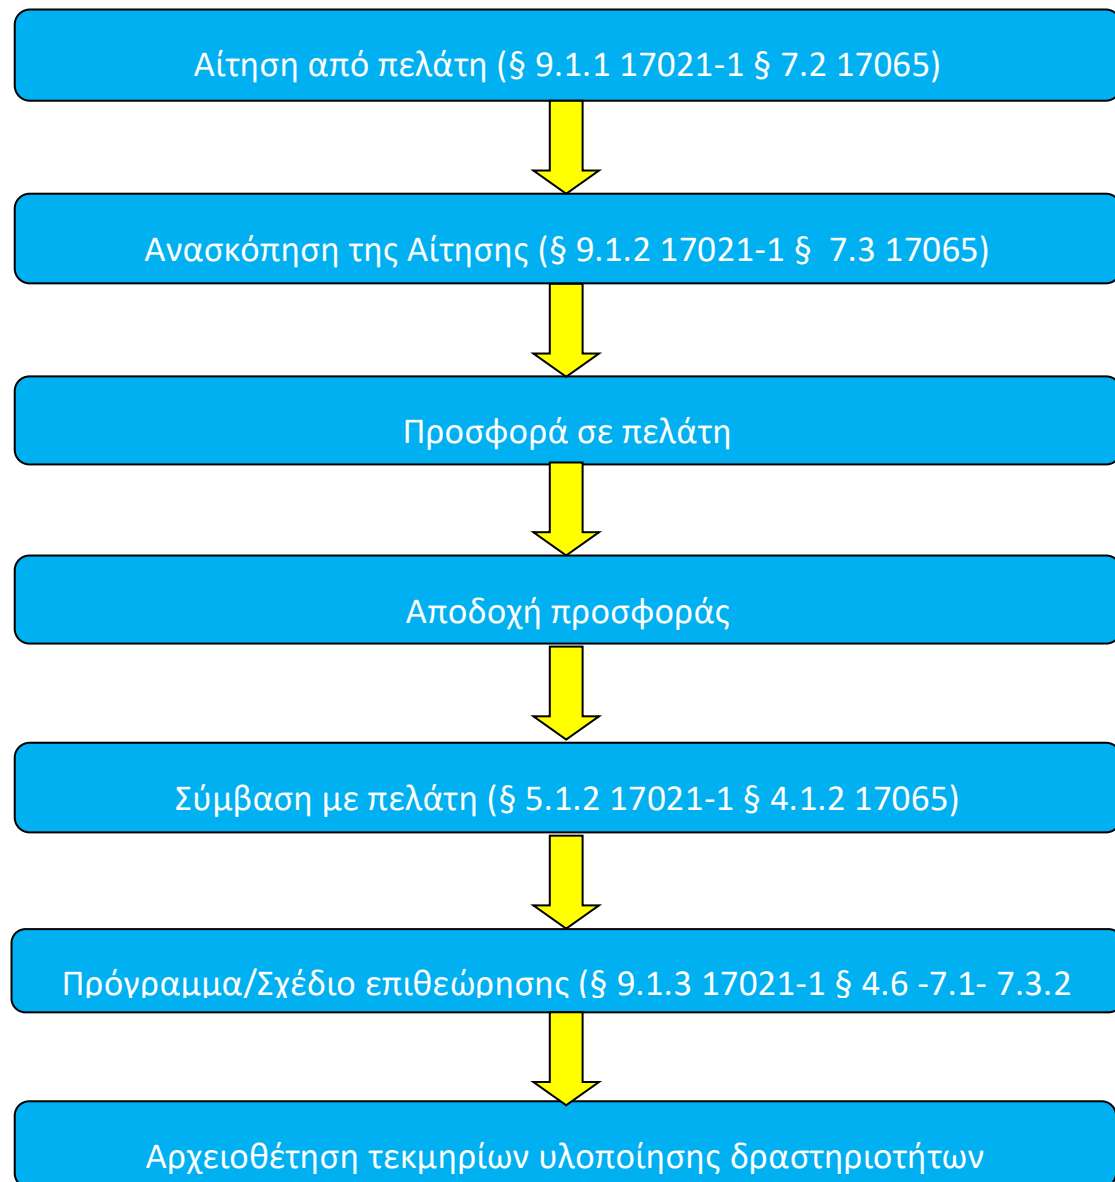 Αίτηση από πελάτη (§ 9.1.1 17021-1 § 7.2 17065)
Ανασκόπηση της Αίτησης (§ 9.1.2 17021-1 § 7.3 17065)
Προσφορά σε πελάτη
Αποδοχή προσφοράς
Σύμβαση με πελάτη (§ 5.1.2 17021-1 § 4.1.2 17065)
Πρόγραμμα/Σχέδιο επιθεώρησης (§ 9.1.3 17021-1 § 4.6 -7.1- 7.3.2
Αρχειοθέτηση τεκμηρίων υλοποίησης δραστηριοτήτων